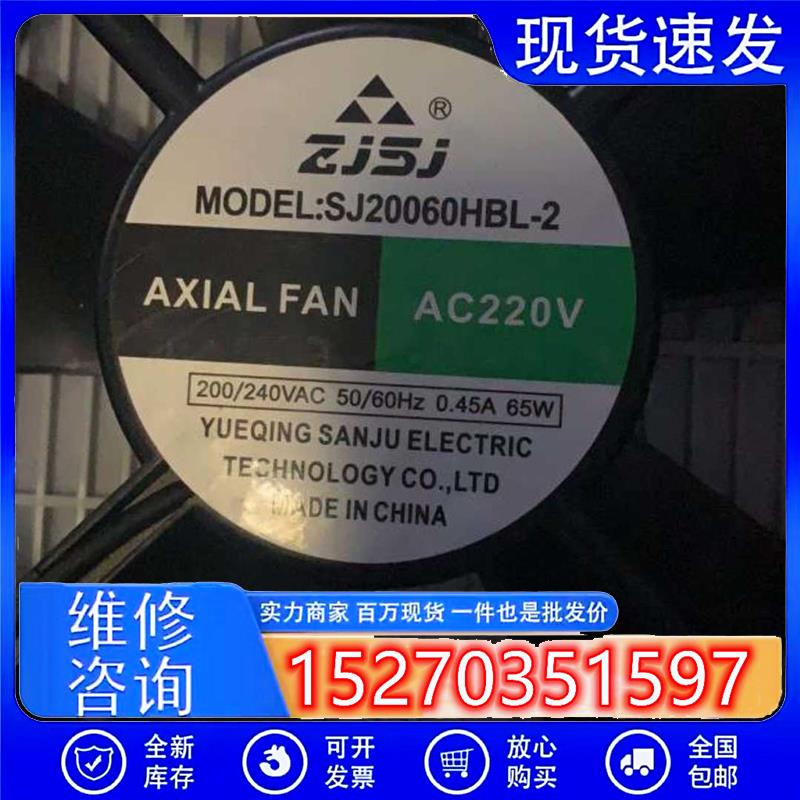 现货速发
ZJSJ®
MODEL:SJ20060HBL-2
AXIAL FAN
AC220V
200/240VAC 50/60Hz 0.45A 65W
YUEQING SANJU ELECTRIC
TECHNOLOGY CO.,LTD
MADE IN CHINA
维修
咨询
实力商家 百万现货 一件也是批发价
15270351597
全新
库存
可开
发票
放心
购买
全国
包邮